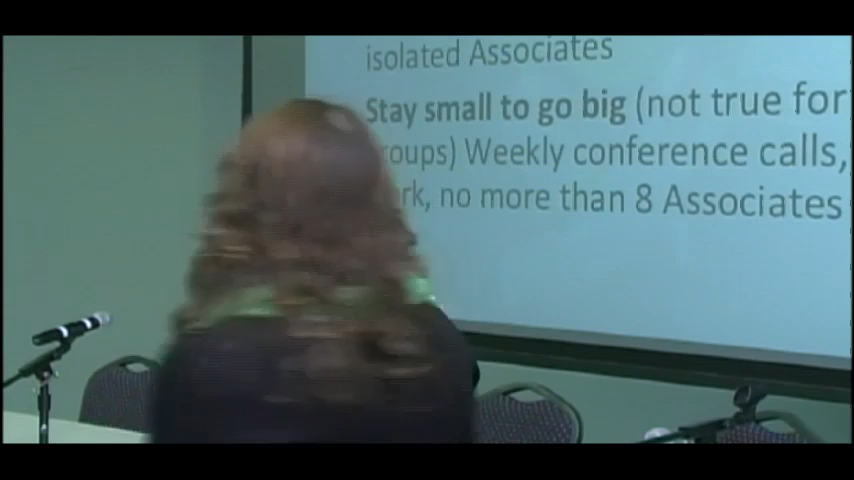 isolated Associates
Stay small to go big (not true for
roups) Weekly conference calls,
rk, no more than 8 Associates